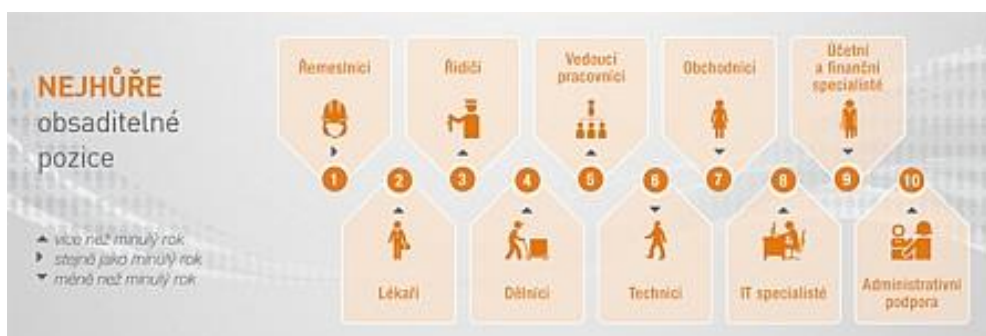 NEJHŮŘE
obsaditelné
pozice
▲ více než minulý rok
▶ stejně jako minulý rok
▼ méně než minulý rok
Řemeslníci
1
Lékaři
2
Řidiči
3
Dělníci
4
Vedoucí
pracovníci
5
Technici
6
Obchodníci
7
IT specialisté
8
Účetní
a finanční
specialisté
9
Administrativní
podpora
10